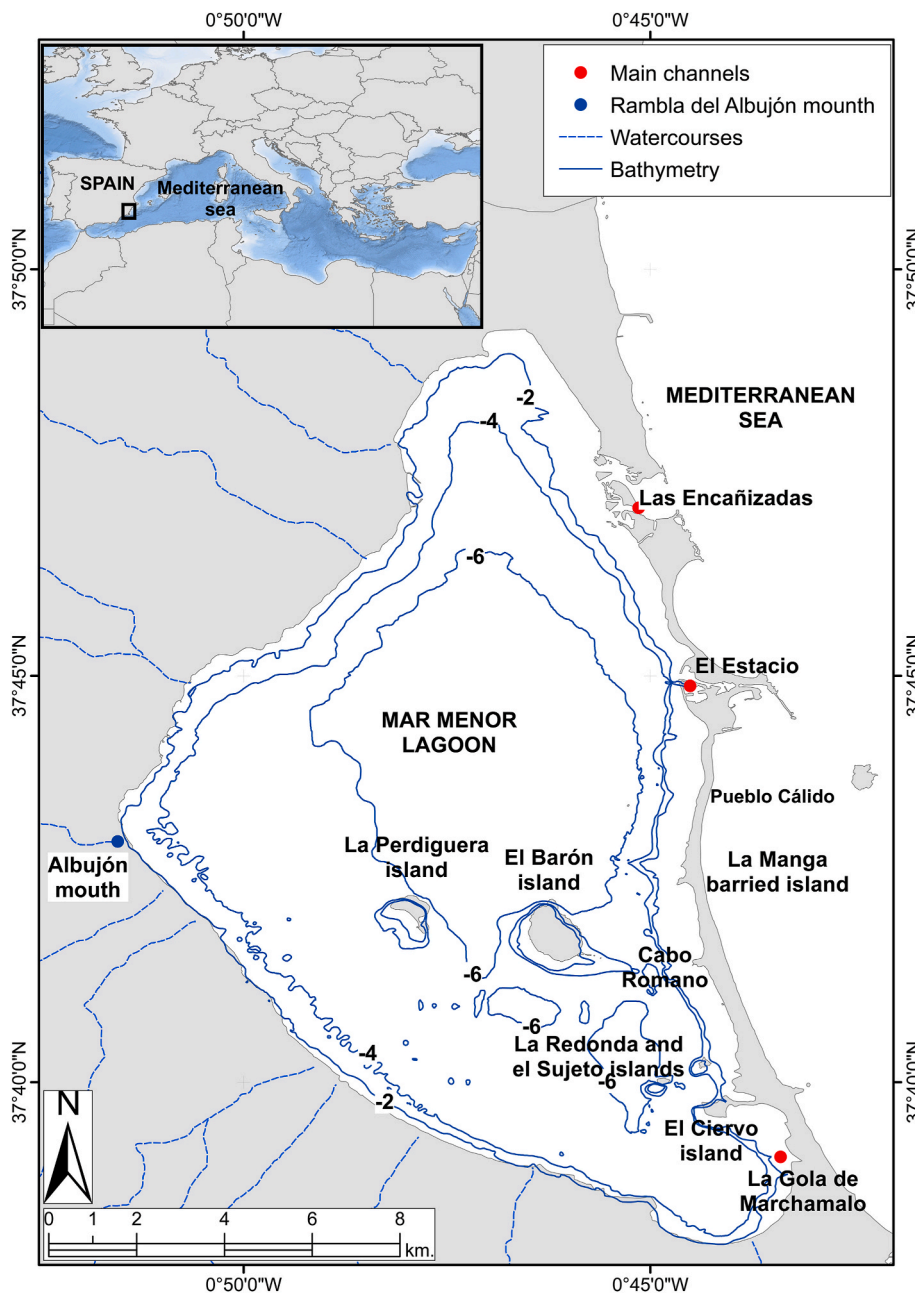 0°50'0"W
0°45'0"W
Main channels
Rambla del Albujón mounth
Watercourses
Bathymetry
SPAIN
Mediterranean
sea
37°50'0"N
37°50'0"N
-2
-4
MEDITERRANEAN
SEA
Las Encañizadas
-6
El Estacio
37°45'0"N
37°45'0"N
MAR MENOR
LAGOON
Pueblo Cálido
La Perdiguera
island
El Barón
island
La Manga
barried island
Albujón
mouth
Cabo
Romano
-6
-6
La Redonda and
el Sujeto islands
-4
-6
37°40'0"N
37°40'0"N
-2
N
El Ciervo
island
La Gola de
Marchamalo
0 1 2 4 6 8
km.
0°50'0"W
0°45'0"W